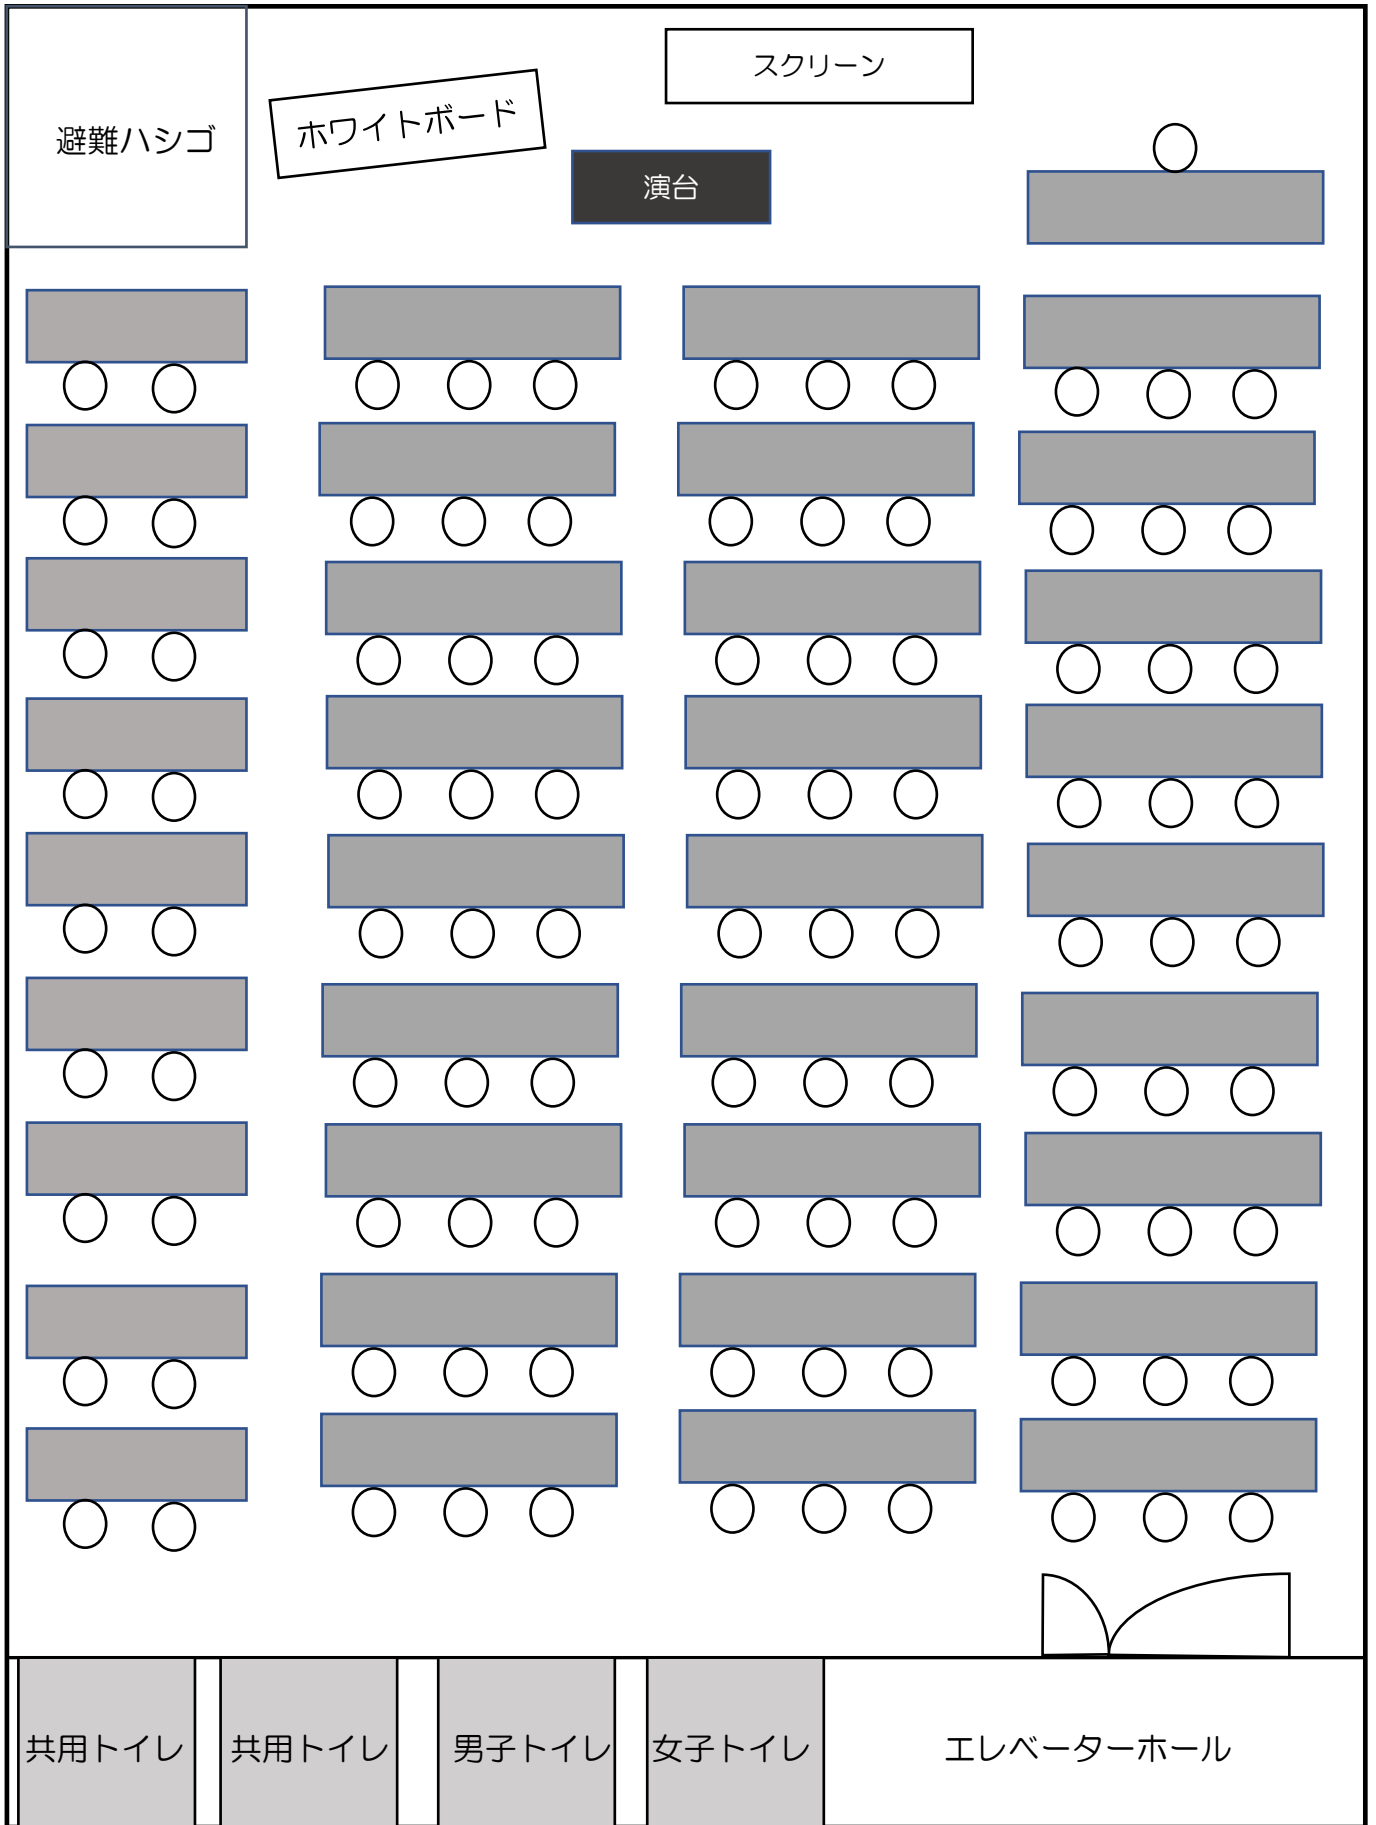 スクリーン
ホワイトボード
避難ハシゴ
演台
共用トイレ
共用トイレ
男子トイレ
女子トイレ
エレベーターホール